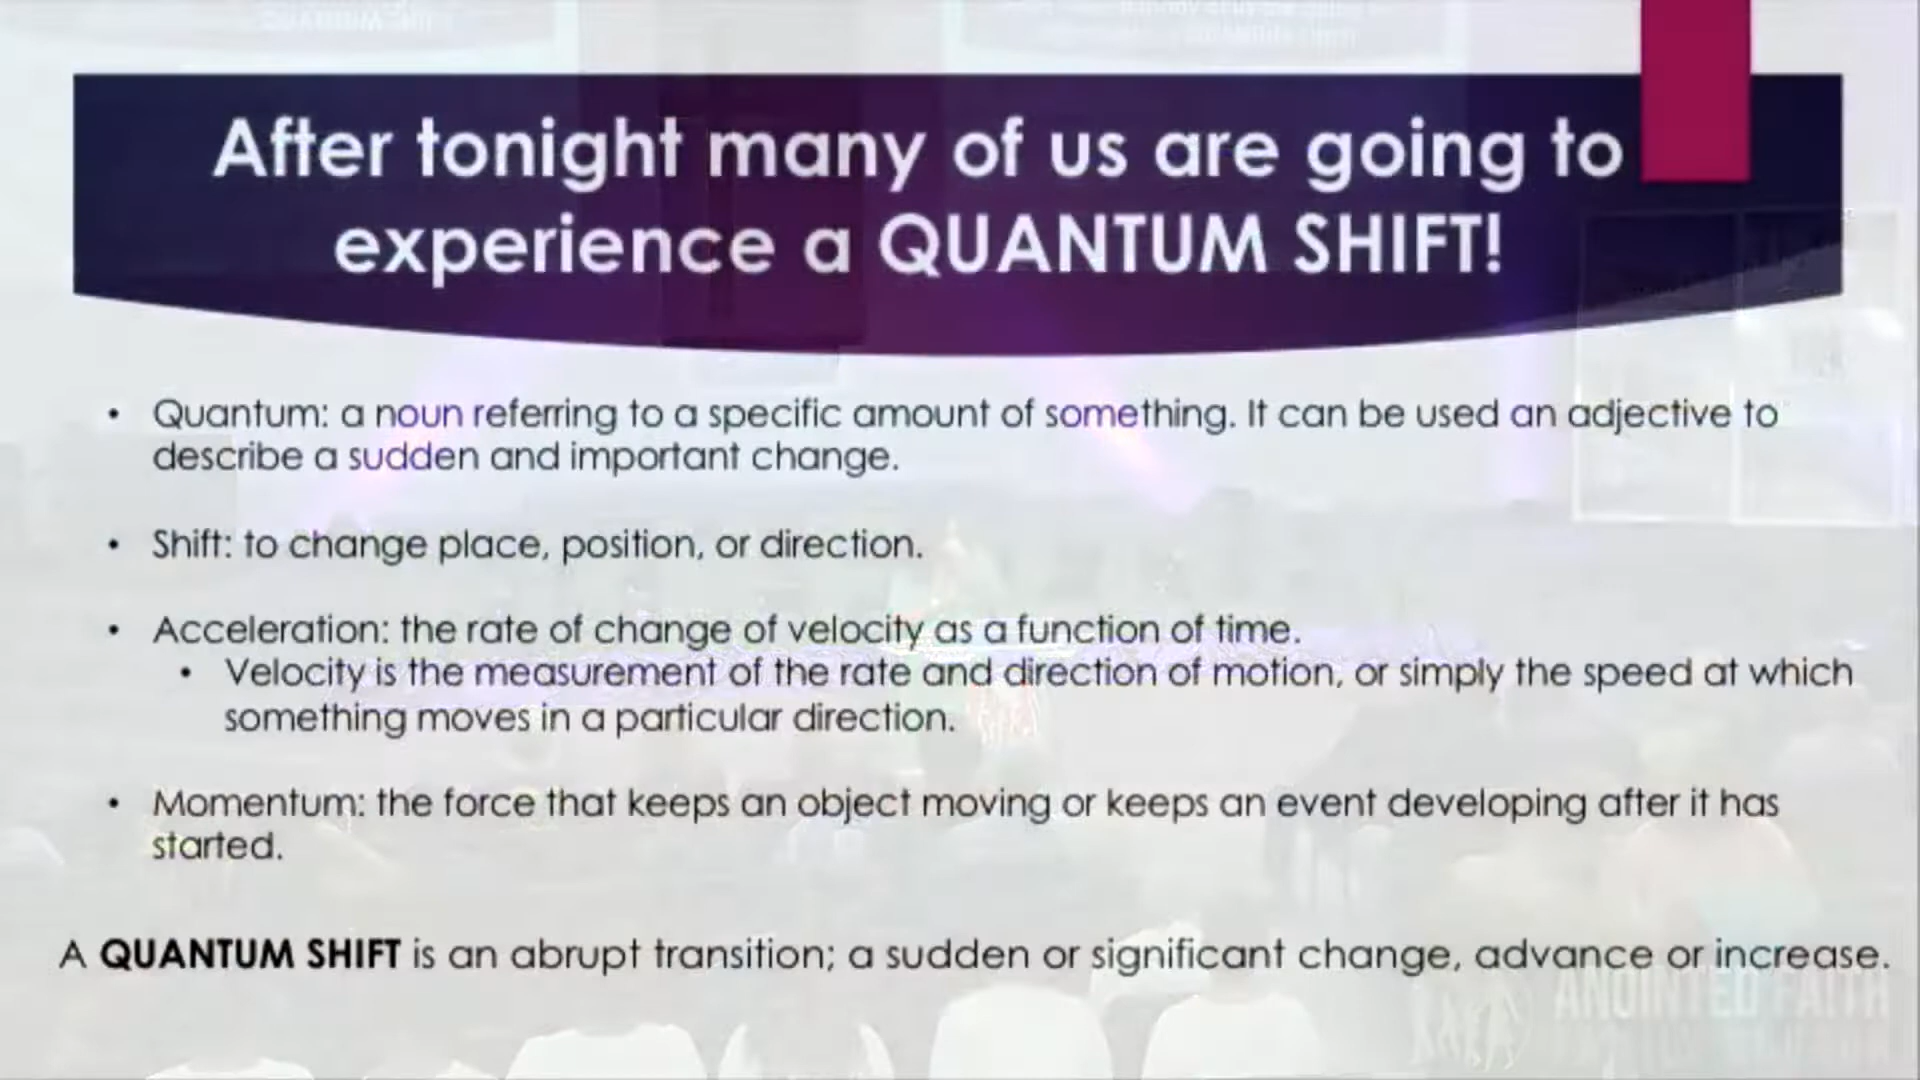 After tonight many of us are going to
experience a QUANTUM SHIFT!
• Quantum: a noun referring to a specific amount of something. It can be used an adjective to
describe a sudden and important change.
• Shift: to change place, position, or direction.
• Acceleration: the rate of change of velocity as a function of time.
• Velocity is the measurement of the rate and direction of motion, or simply the speed at which
something moves in a particular direction.
• Momentum: the force that keeps an object moving or keeps an event developing after it has
started.
A QUANTUM SHIFT is an abrupt transition; a sudden or significant change, advance or increase.
ANOINTED FAITH